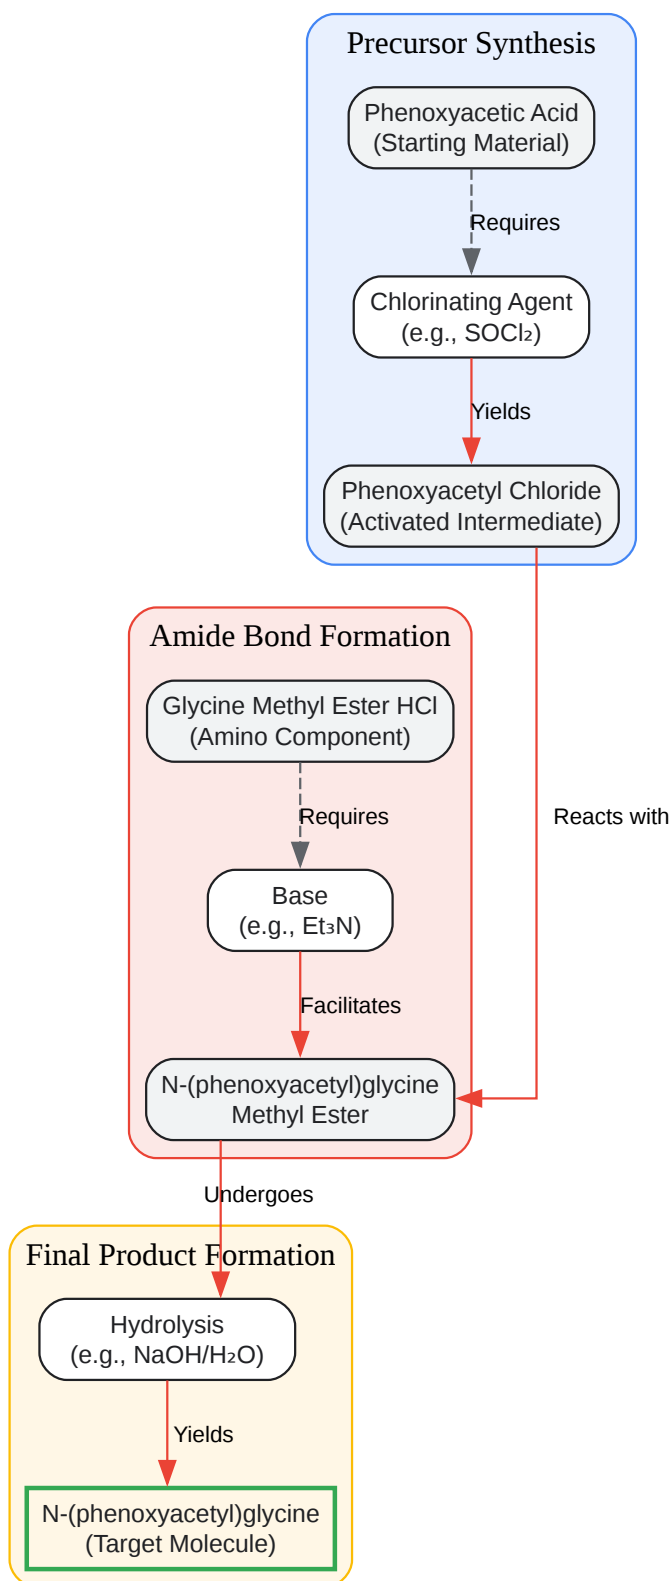 Precursor Synthesis
Phenoxyacetic Acid
(Starting Material)
Requires
Chlorinating Agent
(e.g., SOCl₂)
Yields
Phenoxyacetyl Chloride
(Activated Intermediate)
Amide Bond Formation
Glycine Methyl Ester HCl
(Amino Component)
Requires
Reacts with
Base
(e.g., Et₃N)
Facilitates
N-(phenoxyacetyl)glycine
Methyl Ester
Undergoes
Final Product Formation
Hydrolysis
(e.g., NaOH/H₂O)
Yields
N-(phenoxyacetyl)glycine
(Target Molecule)